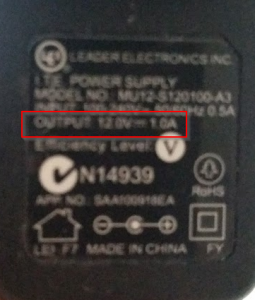 LEADER ELECTRONICS INC.
I.T.E. POWER SUPPLY
MODEL NO.: MU12-S120100-A3
INPUT: 100-240V~ 50/60Hz 0.5A
OUTPUT: 12.0V⎓ 1.0A
Efficiency Level: V
N14939
RoHS
APP. NO.: SAA100918EA
LEI F7 MADE IN CHINA FY